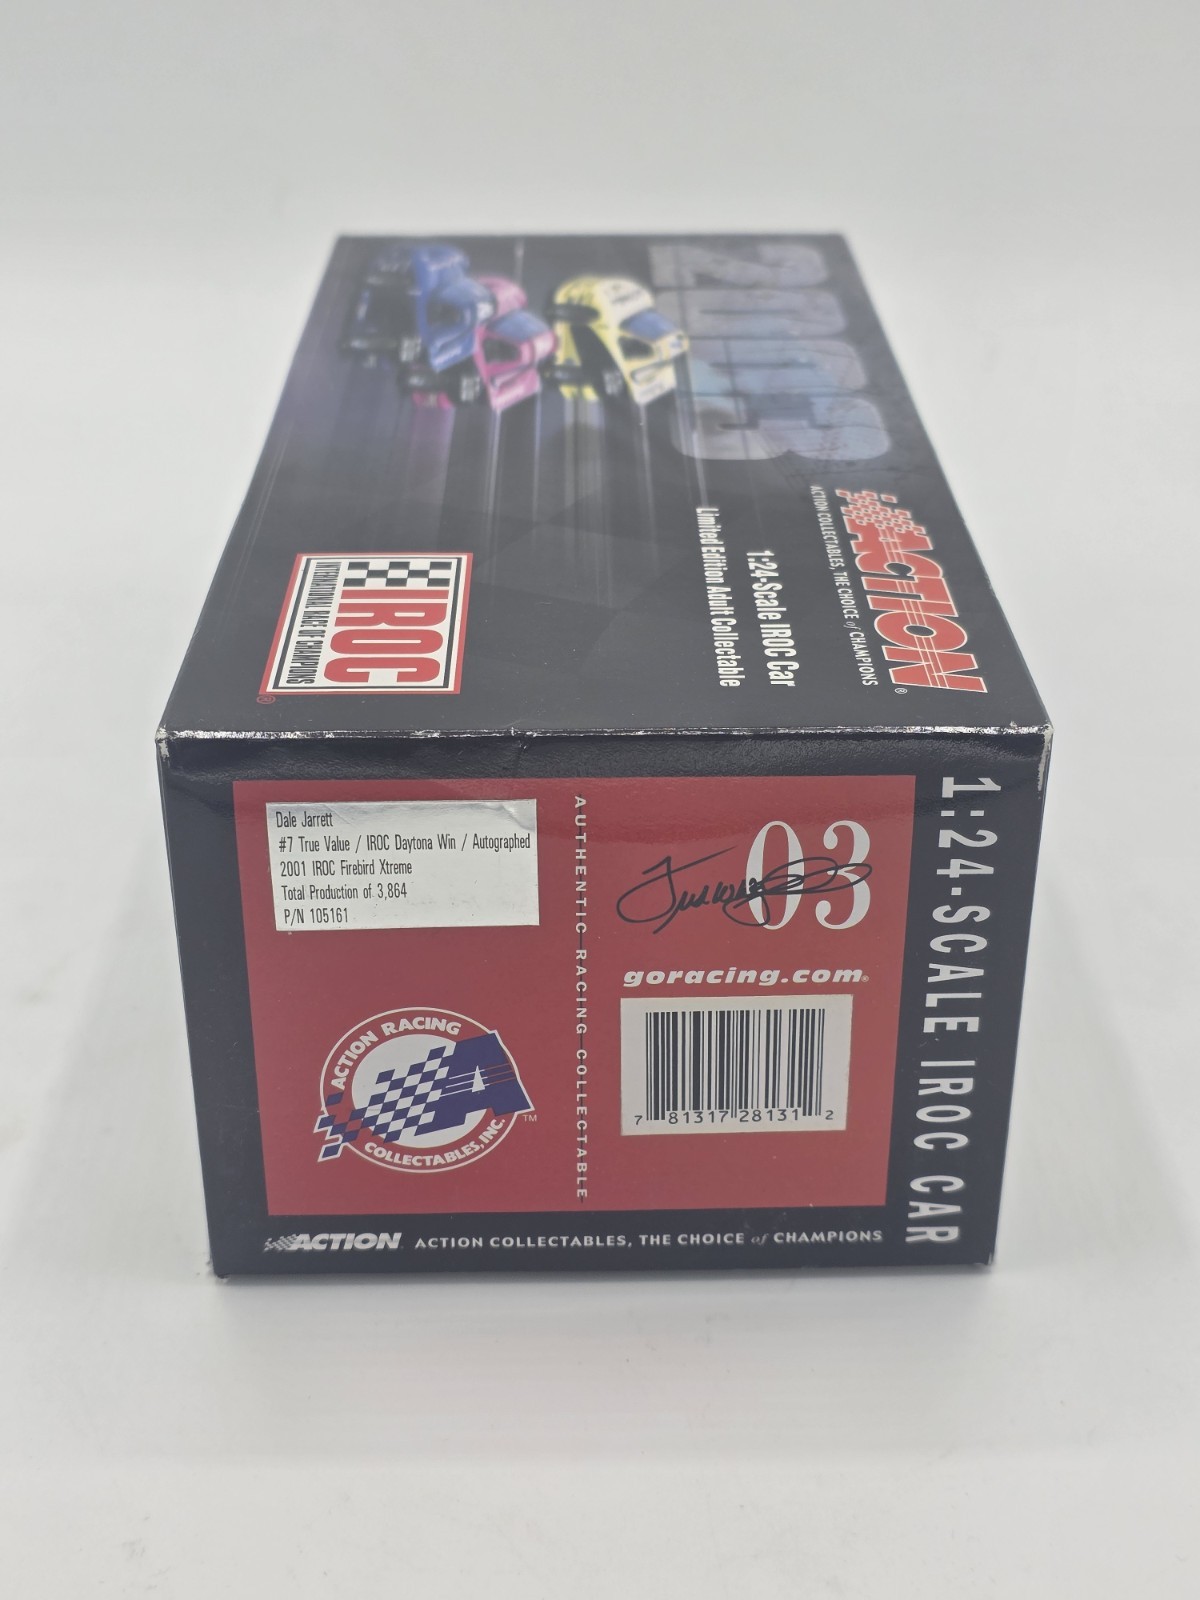 2003
ACTION®
ACTION COLLECTABLES, THE CHOICE of CHAMPIONS
1:24-Scale IROC Car
Limited Edition Adult Collectable
IROC
INTERNATIONAL RACE OF CHAMPIONS
®
Dale Jarrett
#7 True Value / IROC Daytona Win / Autographed
2001 IROC Firebird Xtreme
Total Production of 3,864
P/N 105161
AUTHENTIC RACING COLLECTABLE
03
goracing.com®
7 81317 28131 2
ACTION RACING
COLLECTABLES, INC.
A
TM
1:24-SCALE IROC CAR
ACTION ACTION COLLECTABLES, THE CHOICE of CHAMPIONS